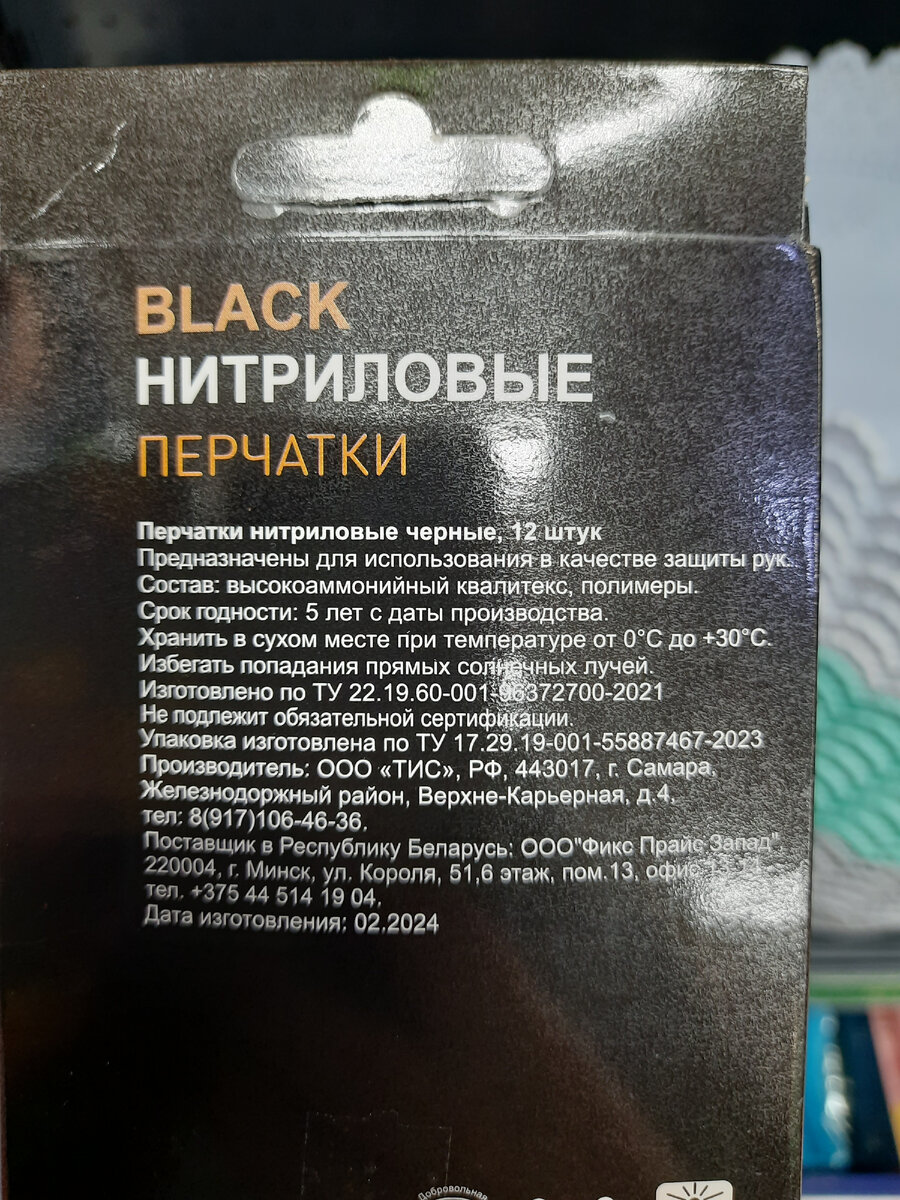 BLACK
НИТРИЛОВЫЕ
ПЕРЧАТКИ
Перчатки нитриловые черные, 12 штук
Предназначены для использования в качестве защиты рук.
Состав: высокоаммонийный квалитекс, полимеры.
Срок годности: 5 лет с даты производства.
Хранить в сухом месте при температуре от 0°С до +30°С.
Избегать попадания прямых солнечных лучей.
Изготовлено по ТУ 22.19.60-001-96372700-2021
Не подлежит обязательной сертификации.
Упаковка изготовлена по ТУ 17.29.19-001-55887467-2023
Производитель: ООО «ТИС», РФ, 443017, г. Самара,
Железнодоржный район, Верхне-Карьерная, д.4,
тел: 8(917)106-46-36.
Поставщик в Республику Беларусь: ООО"Фикс Прайс Запад"
220004, г. Минск, ул. Короля, 51,6 этаж, пом.13, офис
тел. +375 44 514 19 04.
Дата изготовления: 02.2024
Добровольная